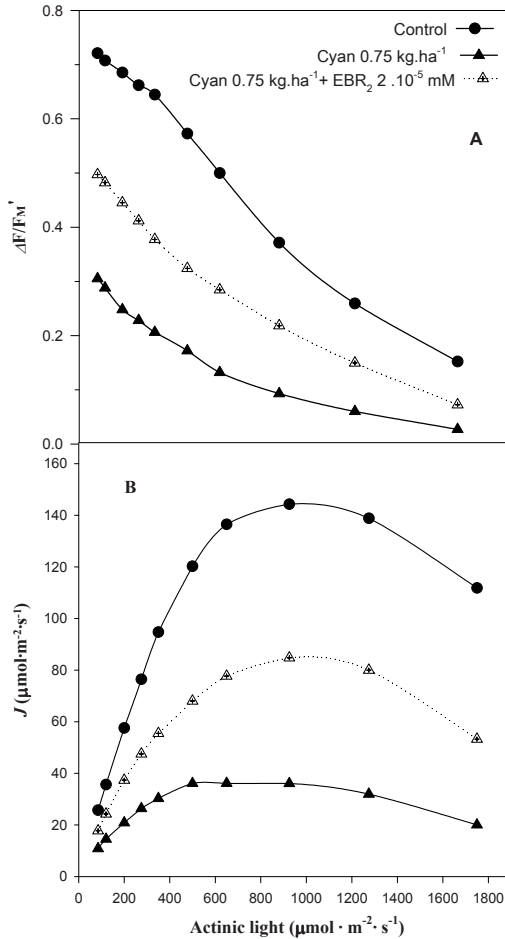 0.8
0.6
0.4
0.2
0.0
ΔF/F_M'
Control
Cyan 0.75 kg.ha⁻¹
Cyan 0.75 kg.ha⁻¹+ EBR₂ 2 .10⁻⁵ mM
A
160
140
120
100
80
60
40
20
0
J (µmol·m⁻²·s⁻¹)
B
0 200 400 600 800 1000 1200 1400 1600 1800
Actinic light (µmol · m⁻²· s⁻¹)